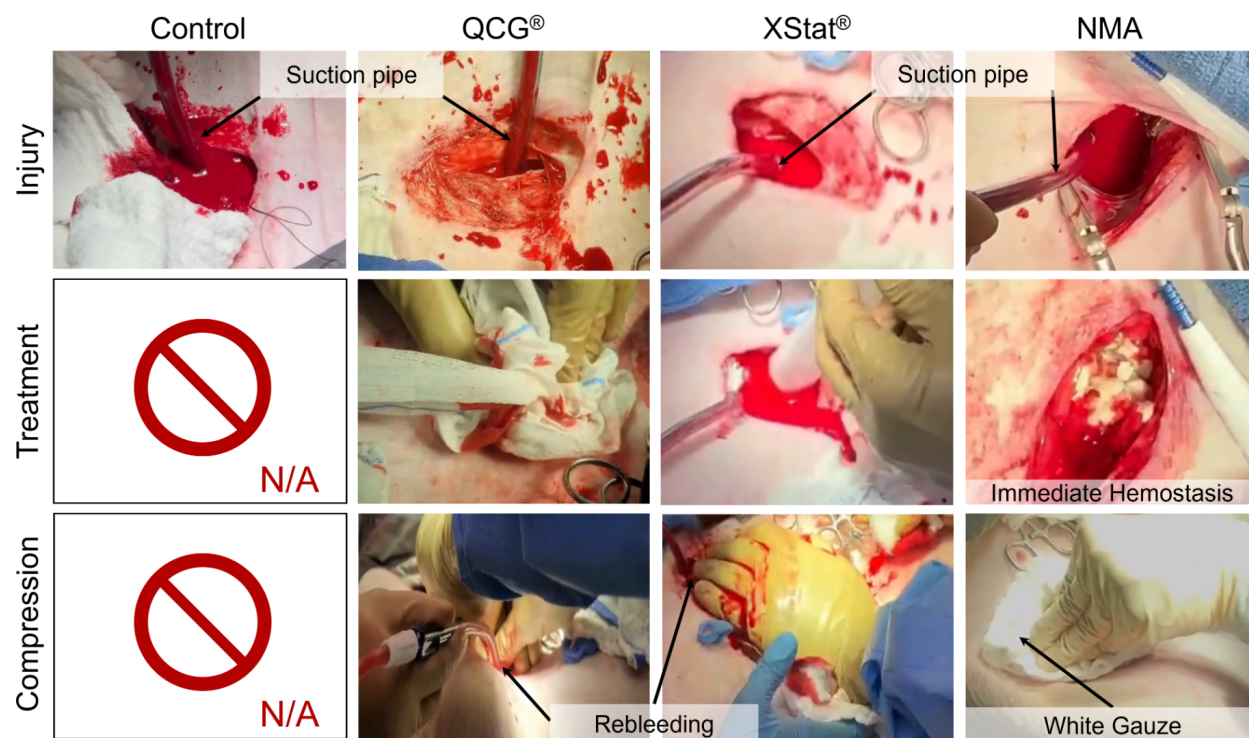 Control
QCG®
XStat®
NMA
Injury
Suction pipe
Suction pipe
Treatment
N/A
Immediate Hemostasis
Compression
N/A
Rebleeding
White Gauze